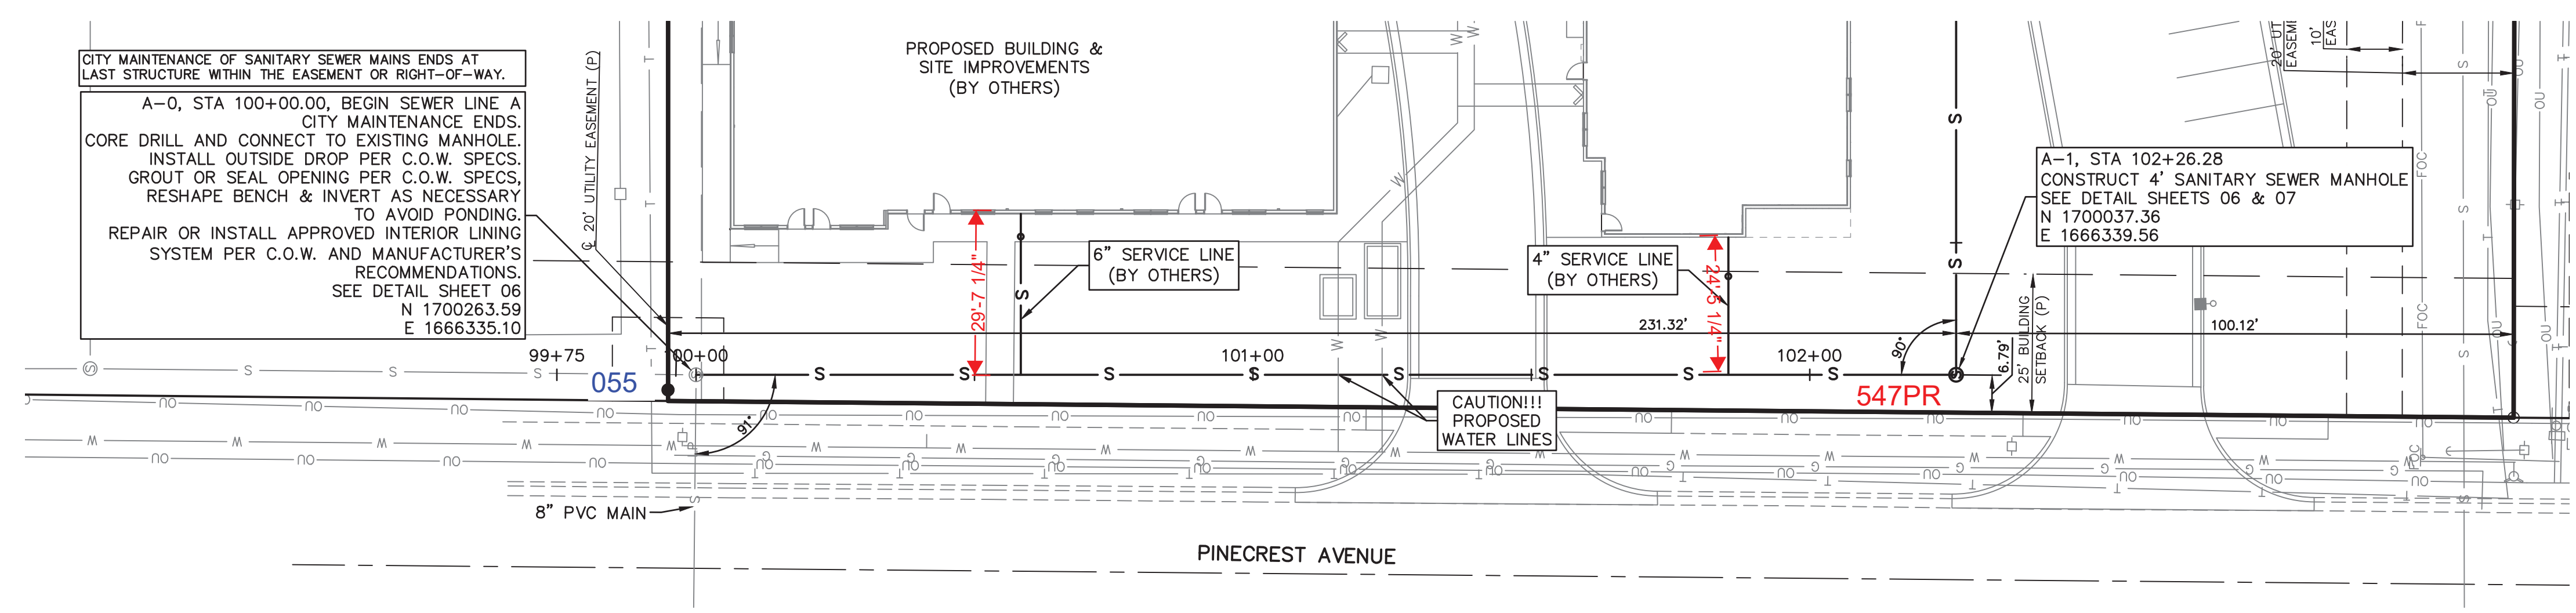 CITY MAINTENANCE OF SANITARY SEWER MAINS ENDS AT
LAST STRUCTURE WITHIN THE EASEMENT OR RIGHT-OF-WAY.
A-0, STA 100+00.00, BEGIN SEWER LINE A
CITY MAINTENANCE ENDS.
CORE DRILL AND CONNECT TO EXISTING MANHOLE.
INSTALL OUTSIDE DROP PER C.O.W. SPECS.
GROUT OR SEAL OPENING PER C.O.W. SPECS,
RESHAPE BENCH & INVERT AS NECESSARY
TO AVOID PONDING.
REPAIR OR INSTALL APPROVED INTERIOR LINING
SYSTEM PER C.O.W. AND MANUFACTURER'S
RECOMMENDATIONS.
SEE DETAIL SHEET 06
N 1700263.59
E 1666335.10
℄ 20' UTILITY EASEMENT (P)
PROPOSED BUILDING &
SITE IMPROVEMENTS
(BY OTHERS)
29'-7 1/4"
6" SERVICE LINE
(BY OTHERS)
4" SERVICE LINE
(BY OTHERS)
24'-5 1/4"
A-1, STA 102+26.28
CONSTRUCT 4' SANITARY SEWER MANHOLE
SEE DETAIL SHEETS 06 & 07
N 1700037.36
E 1666339.56
20' UT
EASEM
10'
EAS
231.32'
100.12'
90°
6.79'
25' BUILDING
SETBACK (P)
99+75
100+00
101+00
102+00
055
547PR
91°
CAUTION!!!
PROPOSED
WATER LINES
8" PVC MAIN
PINECREST AVENUE